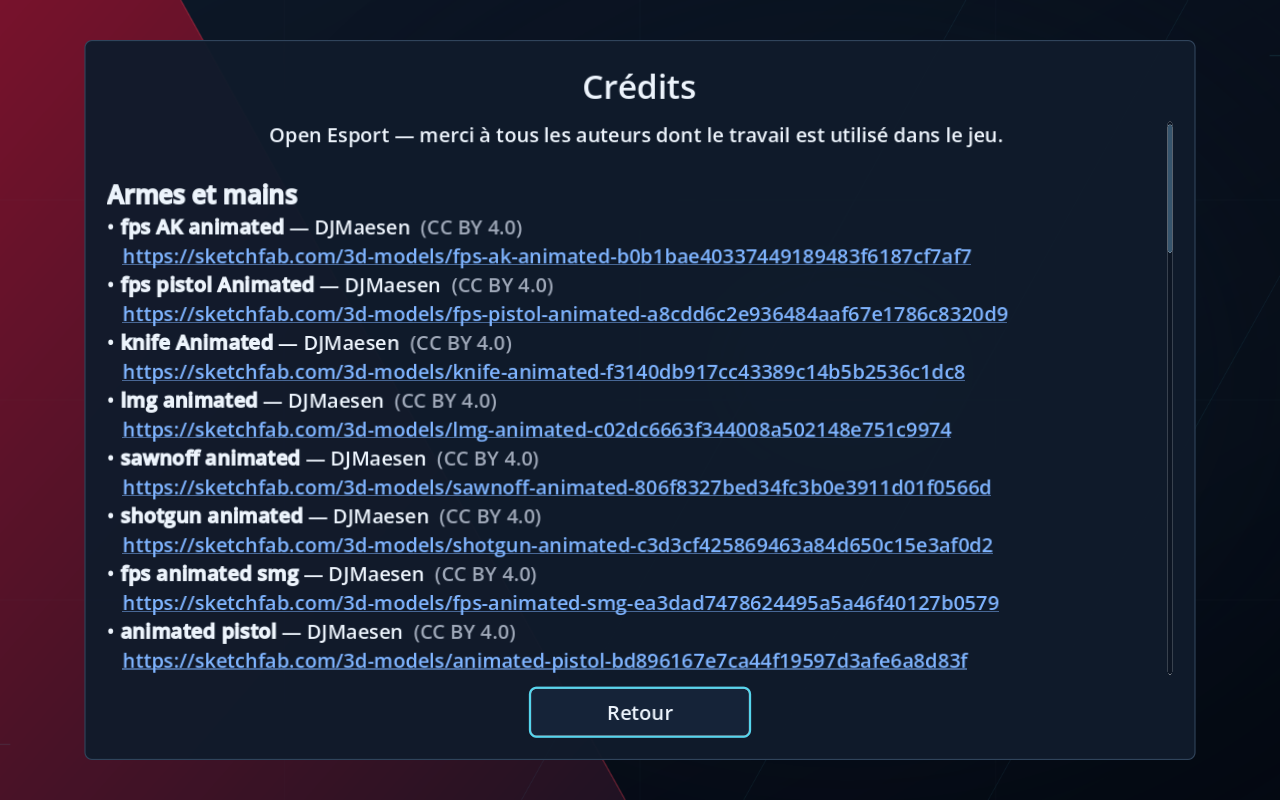 Crédits
Open Esport — merci à tous les auteurs dont le travail est utilisé dans le jeu.
Armes et mains
• fps AK animated — DJMaesen (CC BY 4.0)
https://sketchfab.com/3d-models/fps-ak-animated-b0b1bae40337449189483f6187cf7af7
• fps pistol Animated — DJMaesen (CC BY 4.0)
https://sketchfab.com/3d-models/fps-pistol-animated-a8cdd6c2e936484aaf67e1786c8320d9
• knife Animated — DJMaesen (CC BY 4.0)
https://sketchfab.com/3d-models/knife-animated-f3140db917cc43389c14b5b2536c1dc8
• lmg animated — DJMaesen (CC BY 4.0)
https://sketchfab.com/3d-models/lmg-animated-c02dc6663f344008a502148e751c9974
• sawnoff animated — DJMaesen (CC BY 4.0)
https://sketchfab.com/3d-models/sawnoff-animated-806f8327bed34fc3b0e3911d01f0566d
• shotgun animated — DJMaesen (CC BY 4.0)
https://sketchfab.com/3d-models/shotgun-animated-c3d3cf425869463a84d650c15e3af0d2
• fps animated smg — DJMaesen (CC BY 4.0)
https://sketchfab.com/3d-models/fps-animated-smg-ea3dad7478624495a5a46f40127b0579
• animated pistol — DJMaesen (CC BY 4.0)
https://sketchfab.com/3d-models/animated-pistol-bd896167e7ca44f19597d3afe6a8d83f
Retour